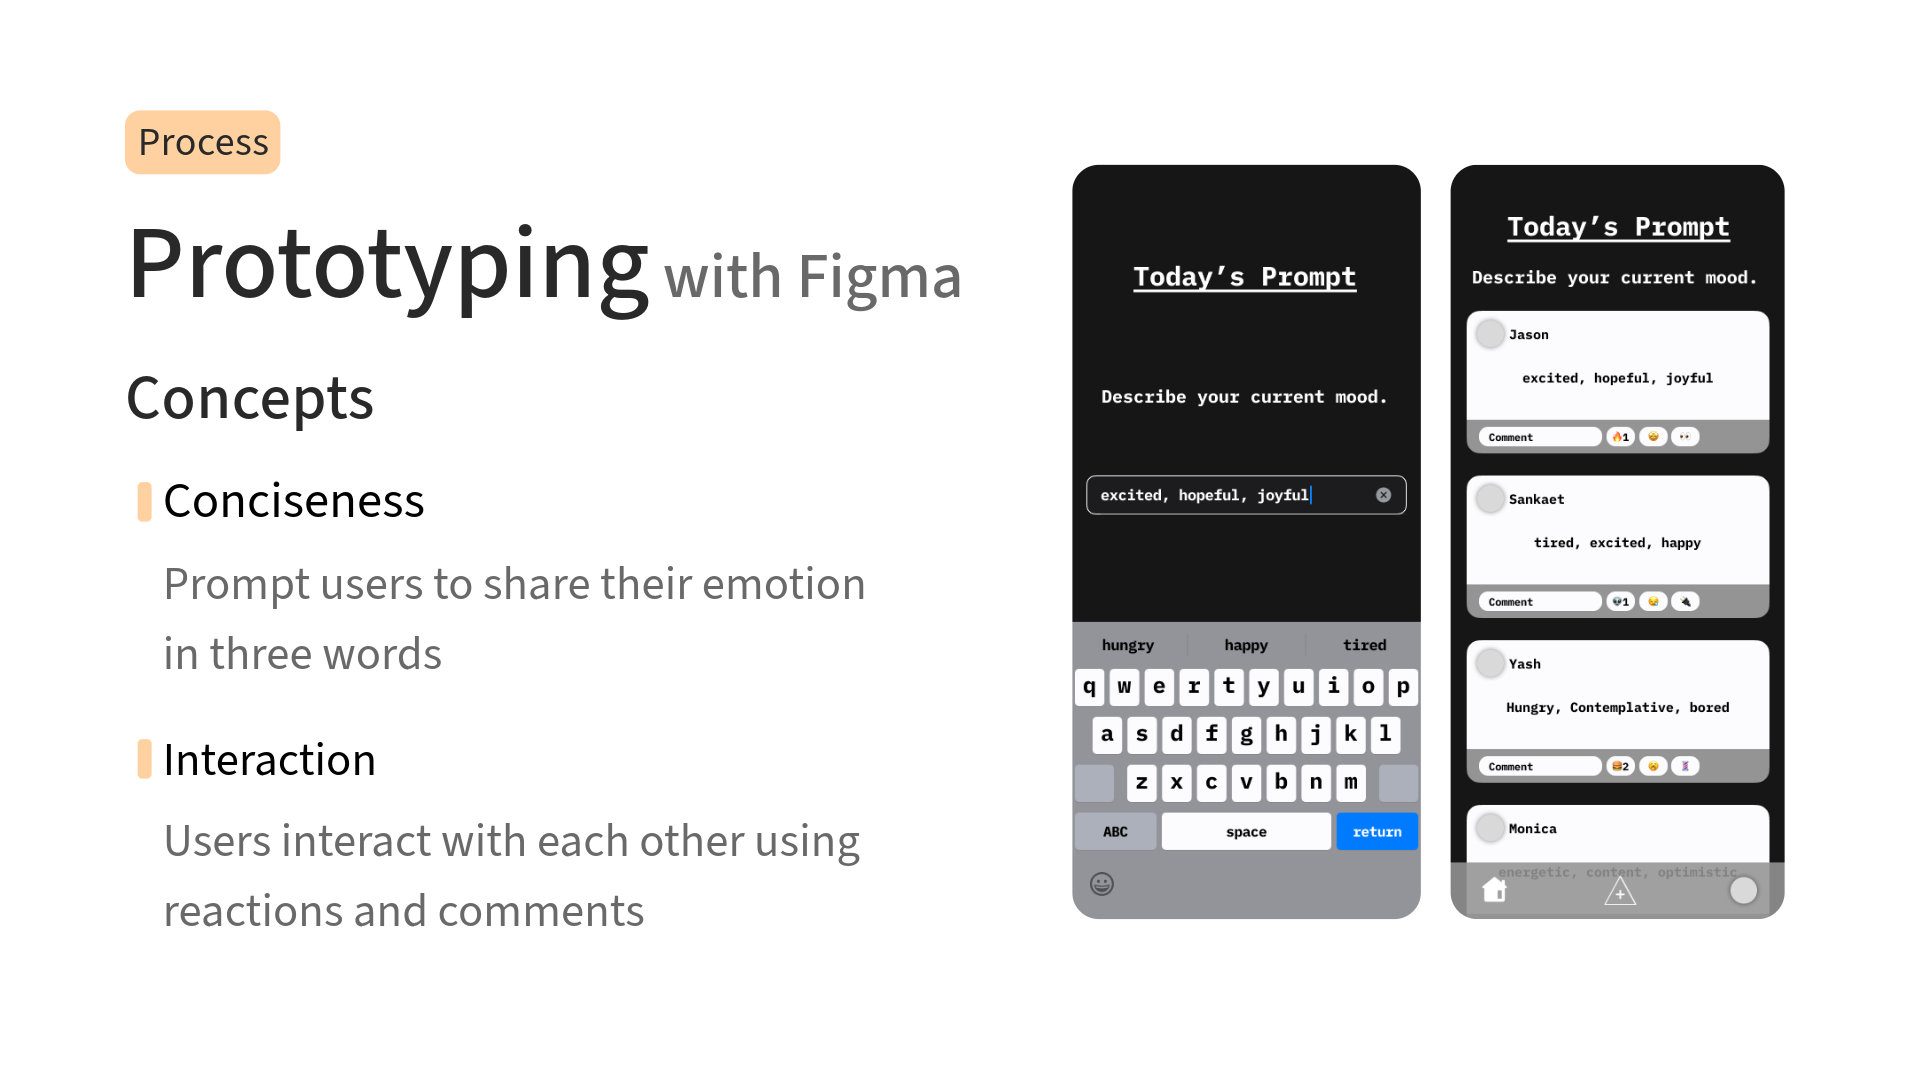 Process
Prototyping with Figma
Concepts
Conciseness
Prompt users to share their emotion
in three words
Interaction
Users interact with each other using
reactions and comments
Today’s Prompt
Describe your current mood.
excited, hopeful, joyful
hungry happy tired
q w e r t y u i o p
a s d f g h j k l
z x c v b n m
ABC space return
Today’s Prompt
Describe your current mood.
Jason
excited, hopeful, joyful
Comment 🔥1 🤩 👀
Sankaet
tired, excited, happy
Comment 👽1 😪 🔌
Yash
Hungry, Contemplative, bored
Comment 🍔2 😽 🧬
Monica
energetic, content, optimistic